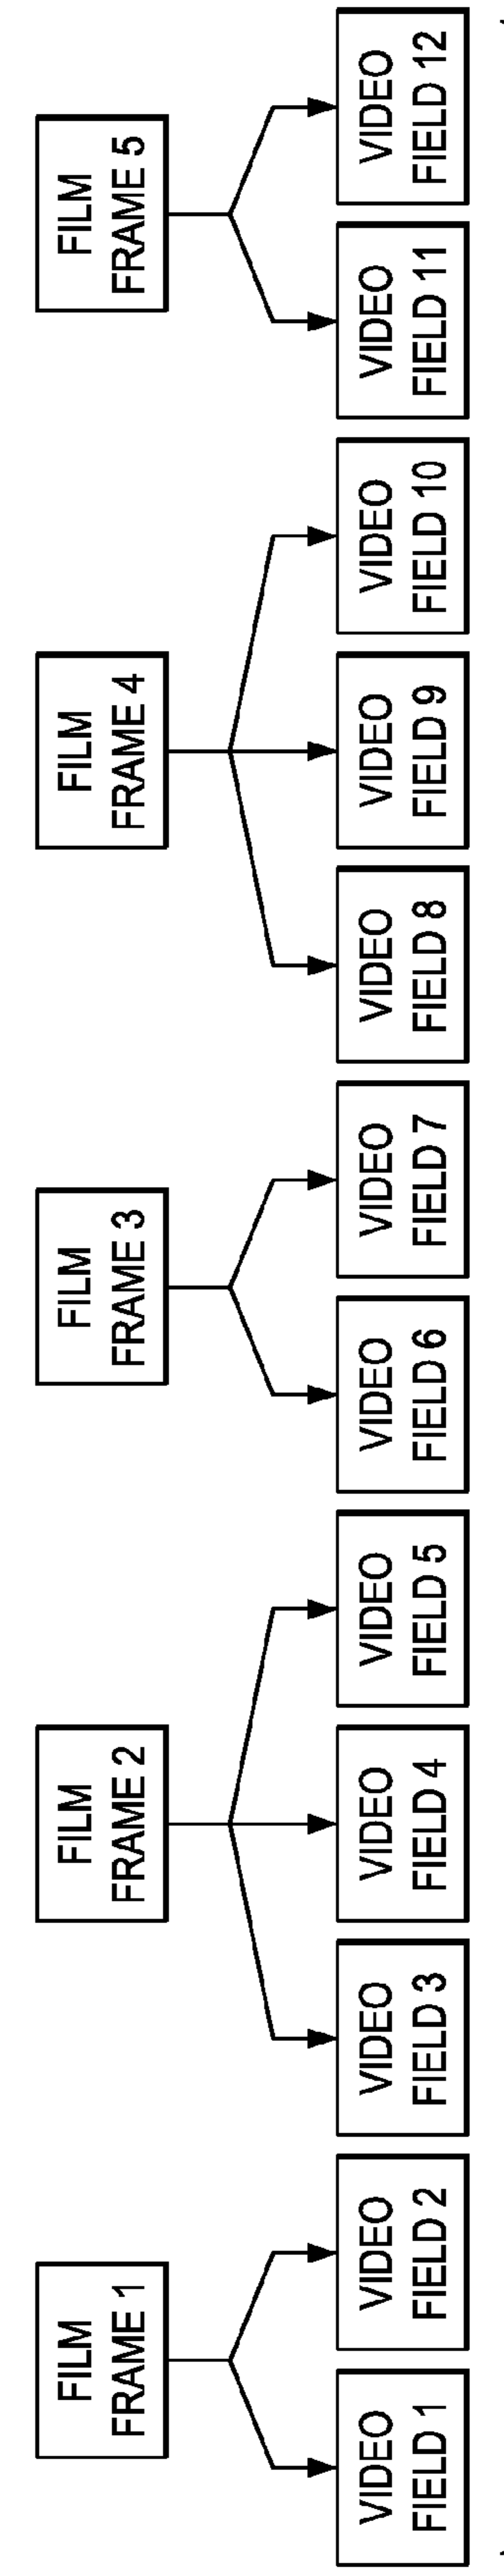 FILM
FRAME 1
FILM
FRAME 2
FILM
FRAME 3
FILM
FRAME 4
FILM
FRAME 5
VIDEO
FIELD 1
VIDEO
FIELD 2
VIDEO
FIELD 3
VIDEO
FIELD 4
VIDEO
FIELD 5
VIDEO
FIELD 6
VIDEO
FIELD 7
VIDEO
FIELD 8
VIDEO
FIELD 9
VIDEO
FIELD 10
VIDEO
FIELD 11
VIDEO
FIELD 12